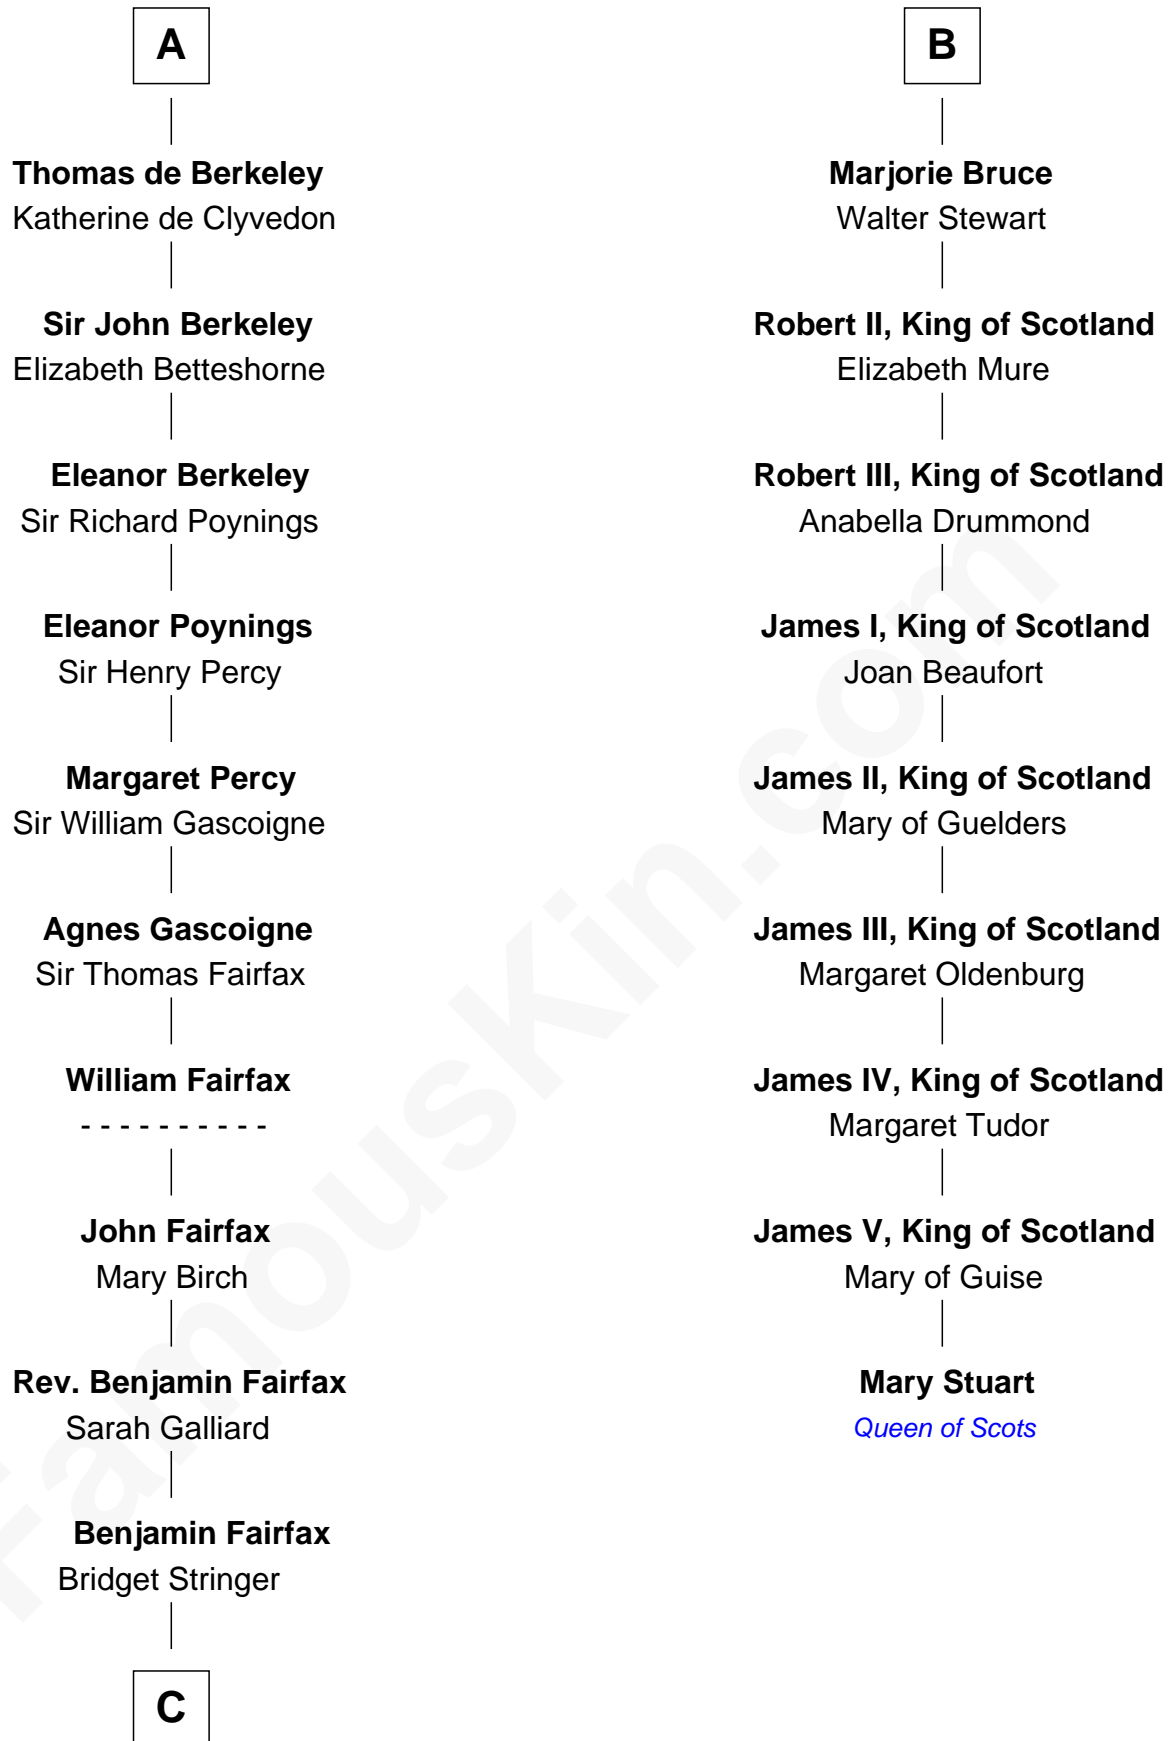 A
Thomas de Berkeley
Katherine de Clyvedon
Sir John Berkeley
Elizabeth Betteshorne
Eleanor Berkeley
Sir Richard Poynings
Eleanor Poynings
Sir Henry Percy
Margaret Percy
Sir William Gascoigne
Agnes Gascoigne
Sir Thomas Fairfax
William Fairfax
- - - - - - - - - -
John Fairfax
Mary Birch
Rev. Benjamin Fairfax
Sarah Galliard
Benjamin Fairfax
Bridget Stringer
C
B
Marjorie Bruce
Walter Stewart
Robert II, King of Scotland
Elizabeth Mure
Robert III, King of Scotland
Anabella Drummond
James I, King of Scotland
Joan Beaufort
James II, King of Scotland
Mary of Guelders
James III, King of Scotland
Margaret Oldenburg
James IV, King of Scotland
Margaret Tudor
James V, King of Scotland
Mary of Guise
Mary Stuart
Queen of Scots
FamousKin.com